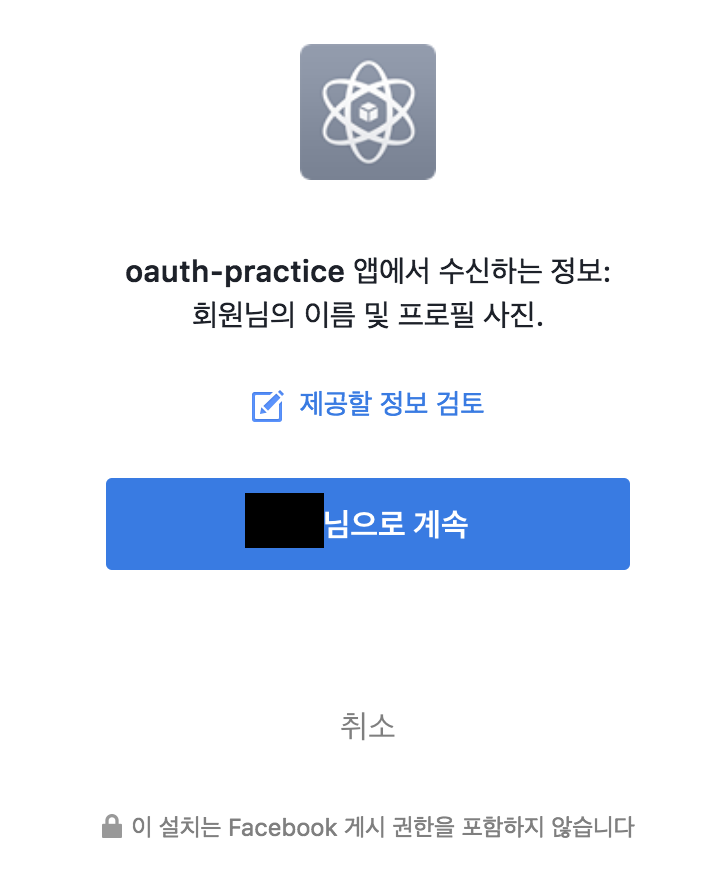 oauth-practice 앱에서 수신하는 정보:
회원님의 이름 및 프로필 사진.
제공할 정보 검토
님으로 계속
취소
이 설치는 Facebook 게시 권한을 포함하지 않습니다